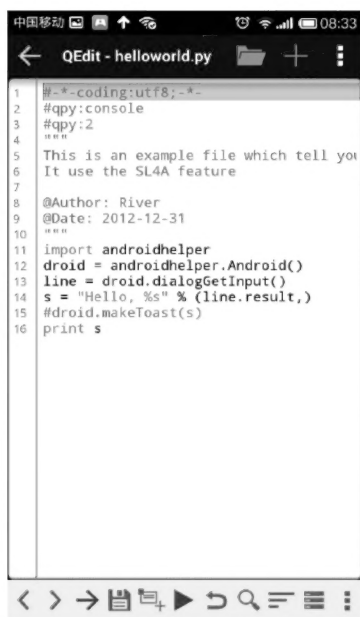 中国移动 08:33
QEdit - helloworld.py
1 #-*-coding:utf8;-*-
2 #qpy:console
3 #qpy:2
4 """
5 This is an example file which tell you
6 It use the SL4A feature
7
8 @Author: River
9 @Date: 2012-12-31
10 """
11 import androidhelper
12 droid = androidhelper.Android()
13 line = droid.dialogGetInput()
14 s = "Hello, %s" % (line.result,)
15 #droid.makeToast(s)
16 print s